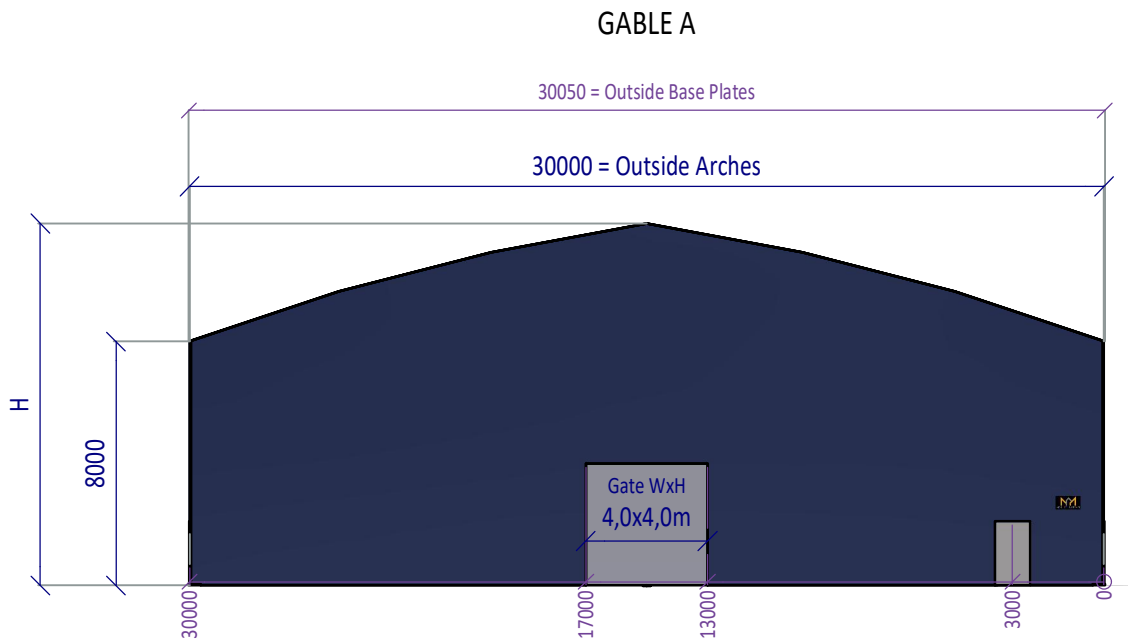 GABLE A
30050 = Outside Base Plates
30000 = Outside Arches
H
8000
Gate WxH
4,0x4,0m
30000
17000
13000
3000
0